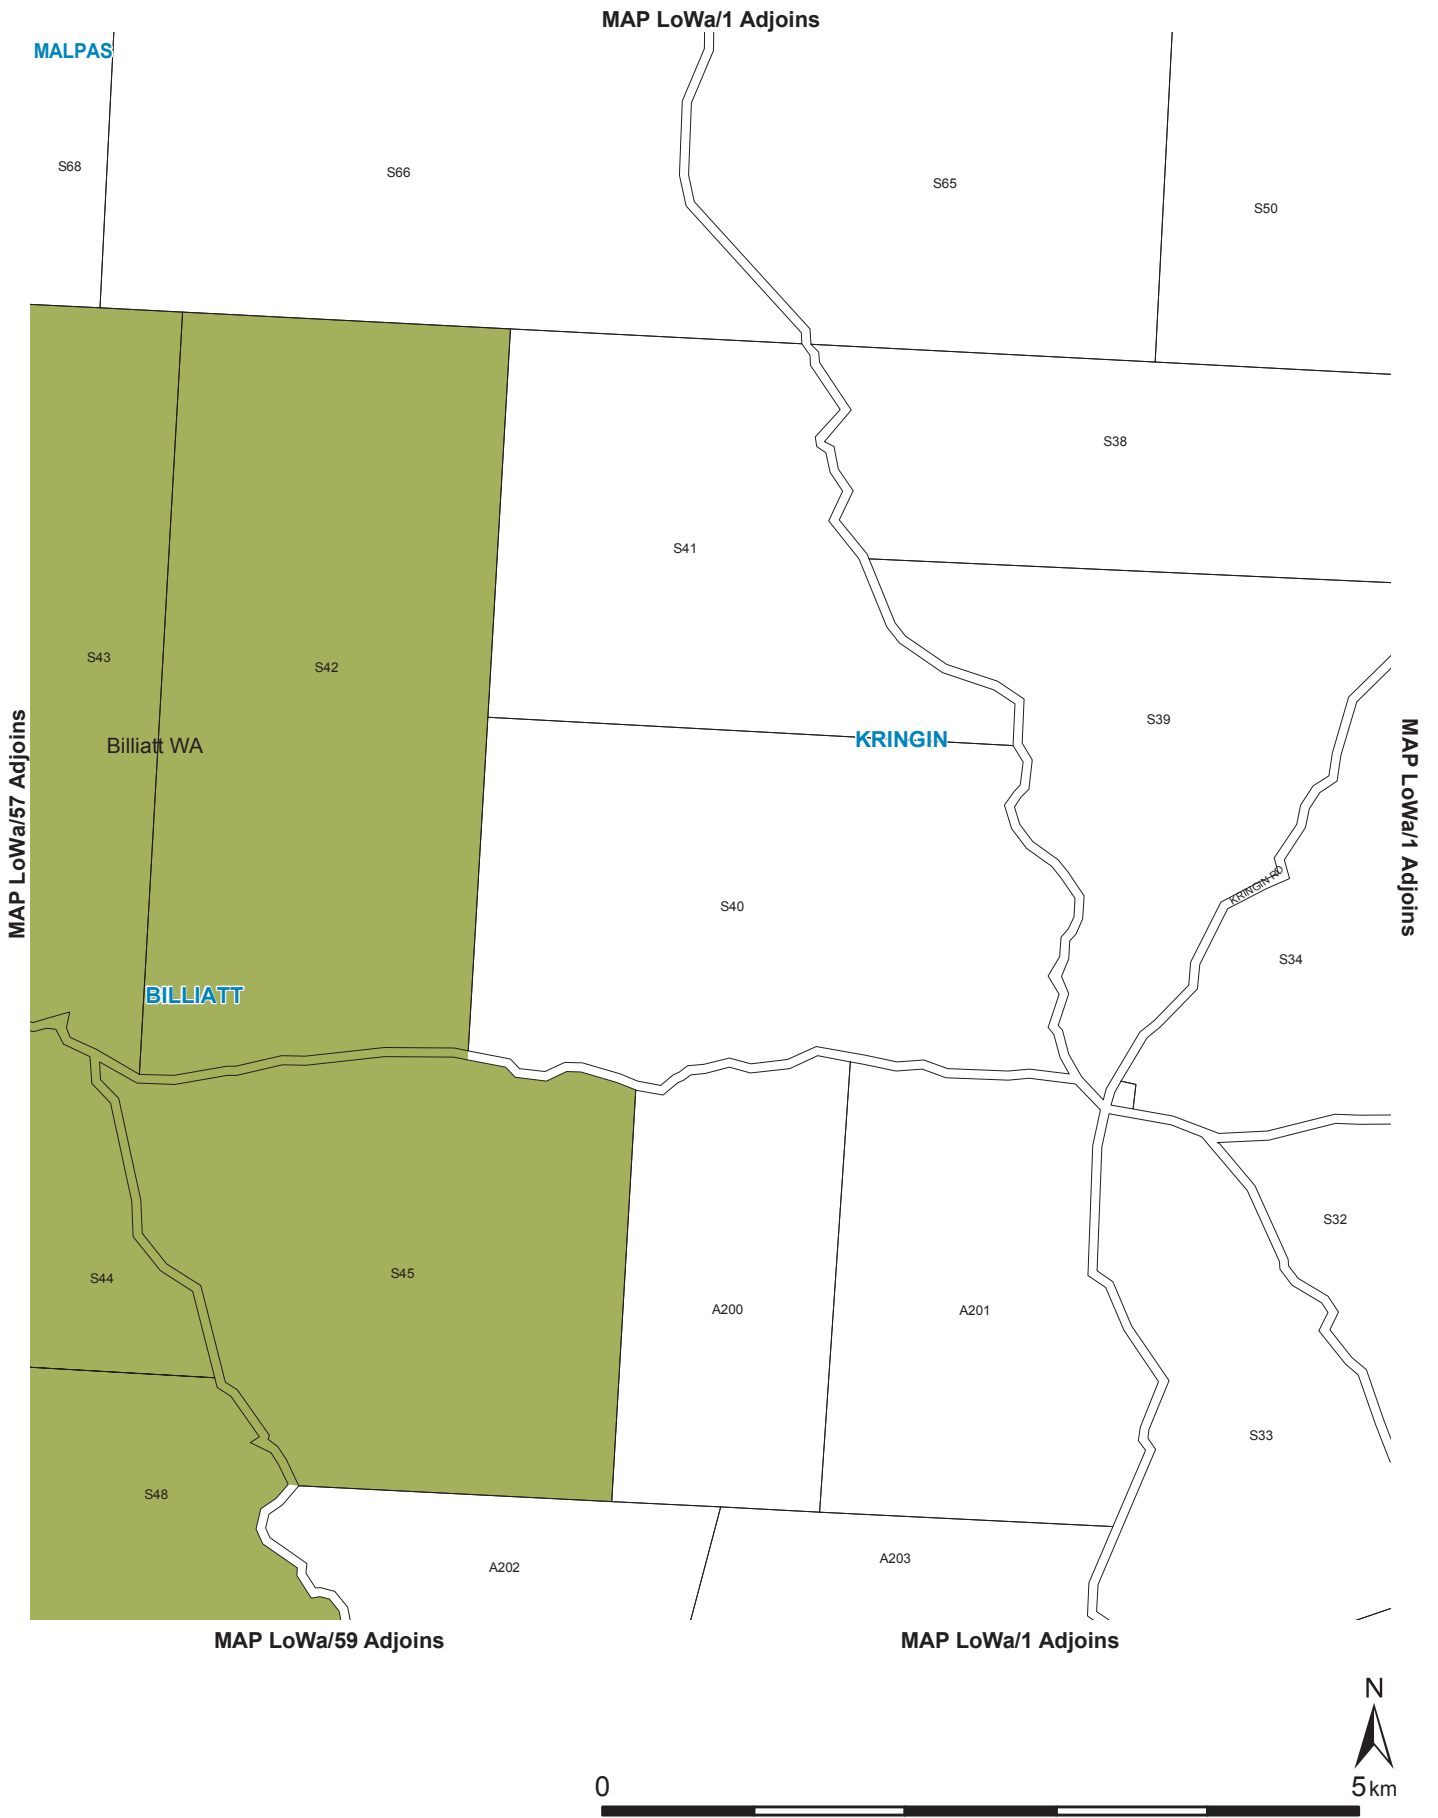 MAP LoWa/1 Adjoins
MALPAS
S68
S66
S65
S50
S38
S41
S43
S42
S39
Billiatt WA
KRINGIN
MAP LoWa/57 Adjoins
MAP LoWa/1 Adjoins
KRINGIN RD
S40
S34
BILLIATT
S32
S44
S45
A200
A201
S33
S48
A202
A203
MAP LoWa/59 Adjoins
MAP LoWa/1 Adjoins
N
0
5 km